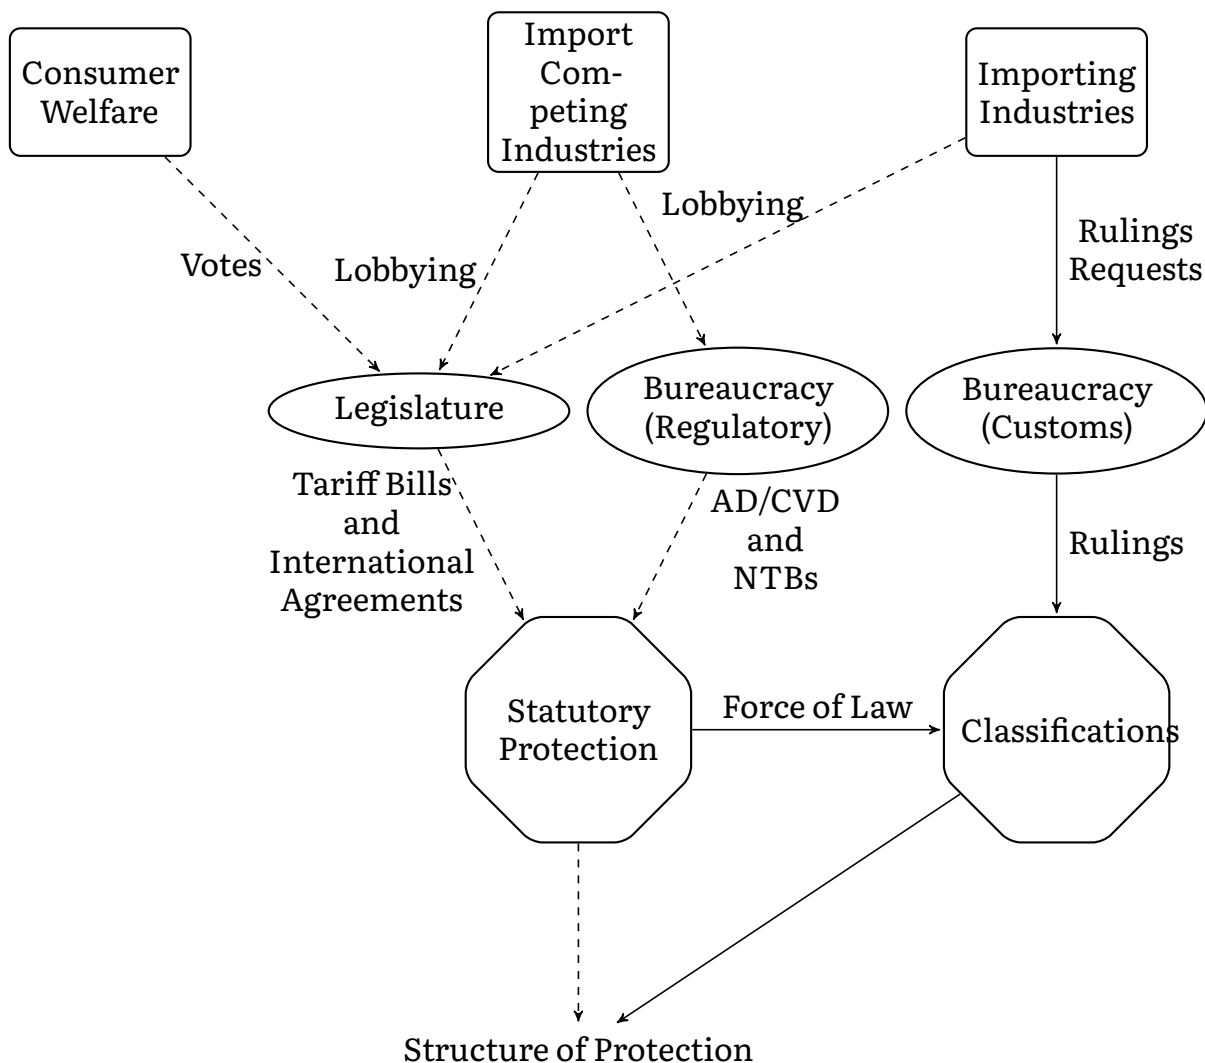 Consumer
Welfare
Import
Com-
peting
Industries
Importing
Industries
Votes
Lobbying
Lobbying
Rulings
Requests
Legislature
Bureaucracy
(Regulatory)
Bureaucracy
(Customs)
Tariff Bills
and
International
Agreements
AD/CVD
and
NTBs
Rulings
Statutory
Protection
Force of Law
Classifications
Structure of Protection